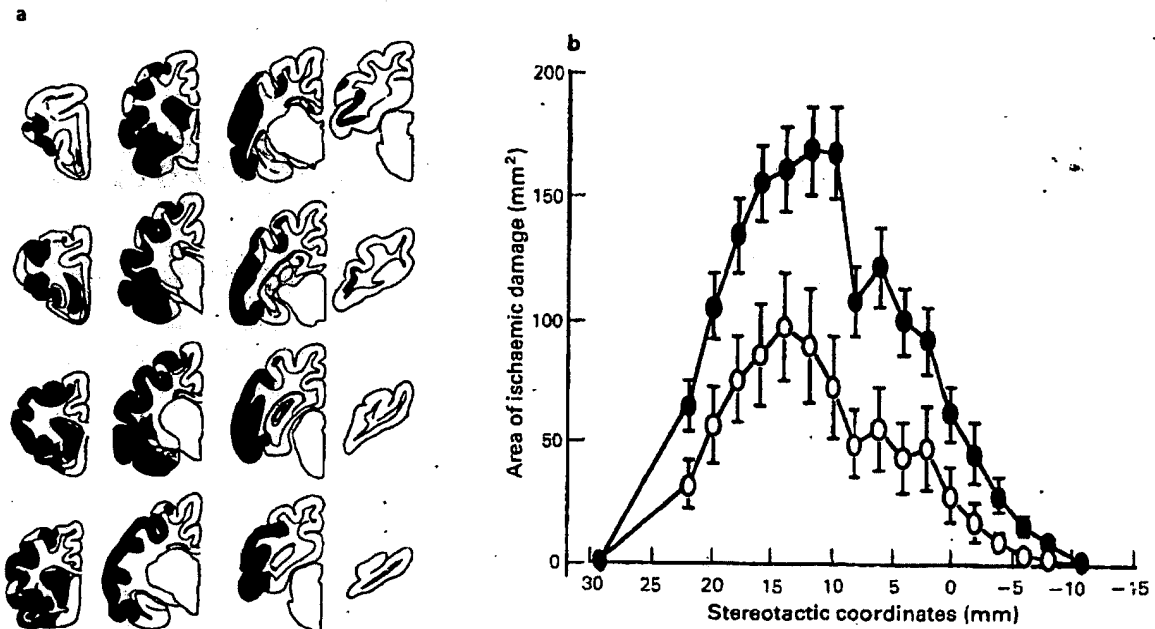 a
b
200
150
100
50
0
Area of ischaemic damage (mm²)
30 25 20 15 10 5 0 −5 −10 −15
Stereotactic coordinates (mm)